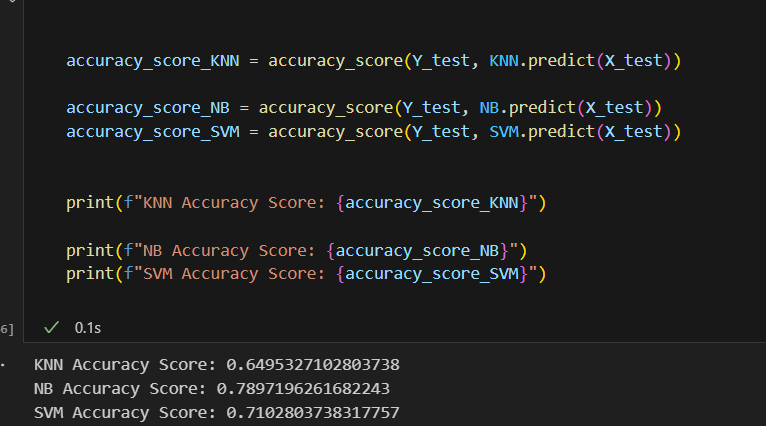 accuracy_score_KNN = accuracy_score(Y_test, KNN.predict(X_test))
accuracy_score_NB = accuracy_score(Y_test, NB.predict(X_test))
accuracy_score_SVM = accuracy_score(Y_test, SVM.predict(X_test))
print(f"KNN Accuracy Score: {accuracy_score_KNN}")
print(f"NB Accuracy Score: {accuracy_score_NB}")
print(f"SVM Accuracy Score: {accuracy_score_SVM}")
6] ✓ 0.1s
KNN Accuracy Score: 0.6495327102803738
NB Accuracy Score: 0.7897196261682243
SVM Accuracy Score: 0.7102803738317757